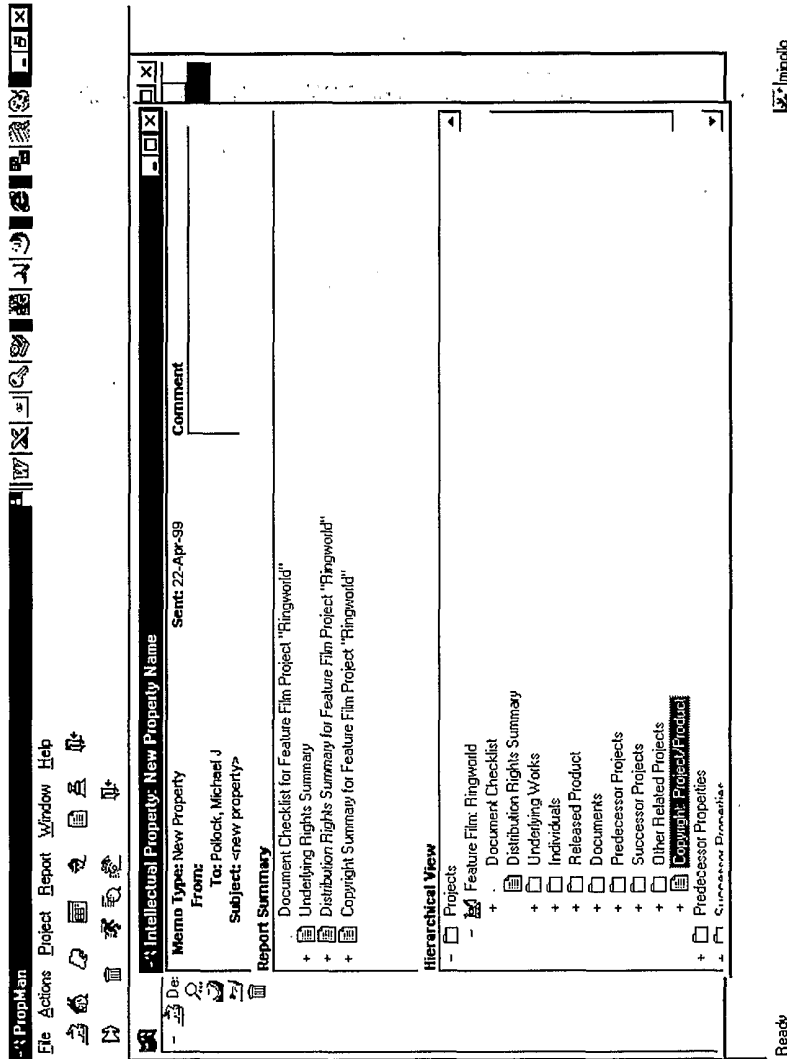 PropMan
File Actions Project Report Window Help
De:
Intellectual Property: New Property Name
Memo Type: New Property
Sent: 22-Apr-99
Comment
From:
To: Pollock, Michael J
Subject: <new property>
Report Summary
Document Checklist for Feature Film Project "Ringworld"
Underlying Rights Summary
Distribution Rights Summary for Feature Film Project "Ringworld"
Copyright Summary for Feature Film Project "Ringworld"
Hierarchical View
Projects
Feature Film: Ringworld
Document Checklist
Distribution Rights Summary
Underlying Works
Individuals
Released Product
Documents
Predecessor Projects
Successor Projects
Other Related Projects
Copyright: Project/Product
Predecessor Properties
Successor Properties
Ready